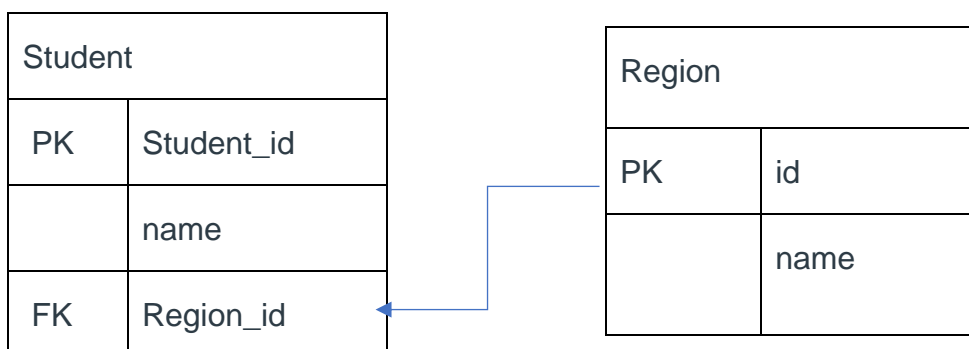 Student
PK Student_id
name
FK Region_id
Region
PK id
name